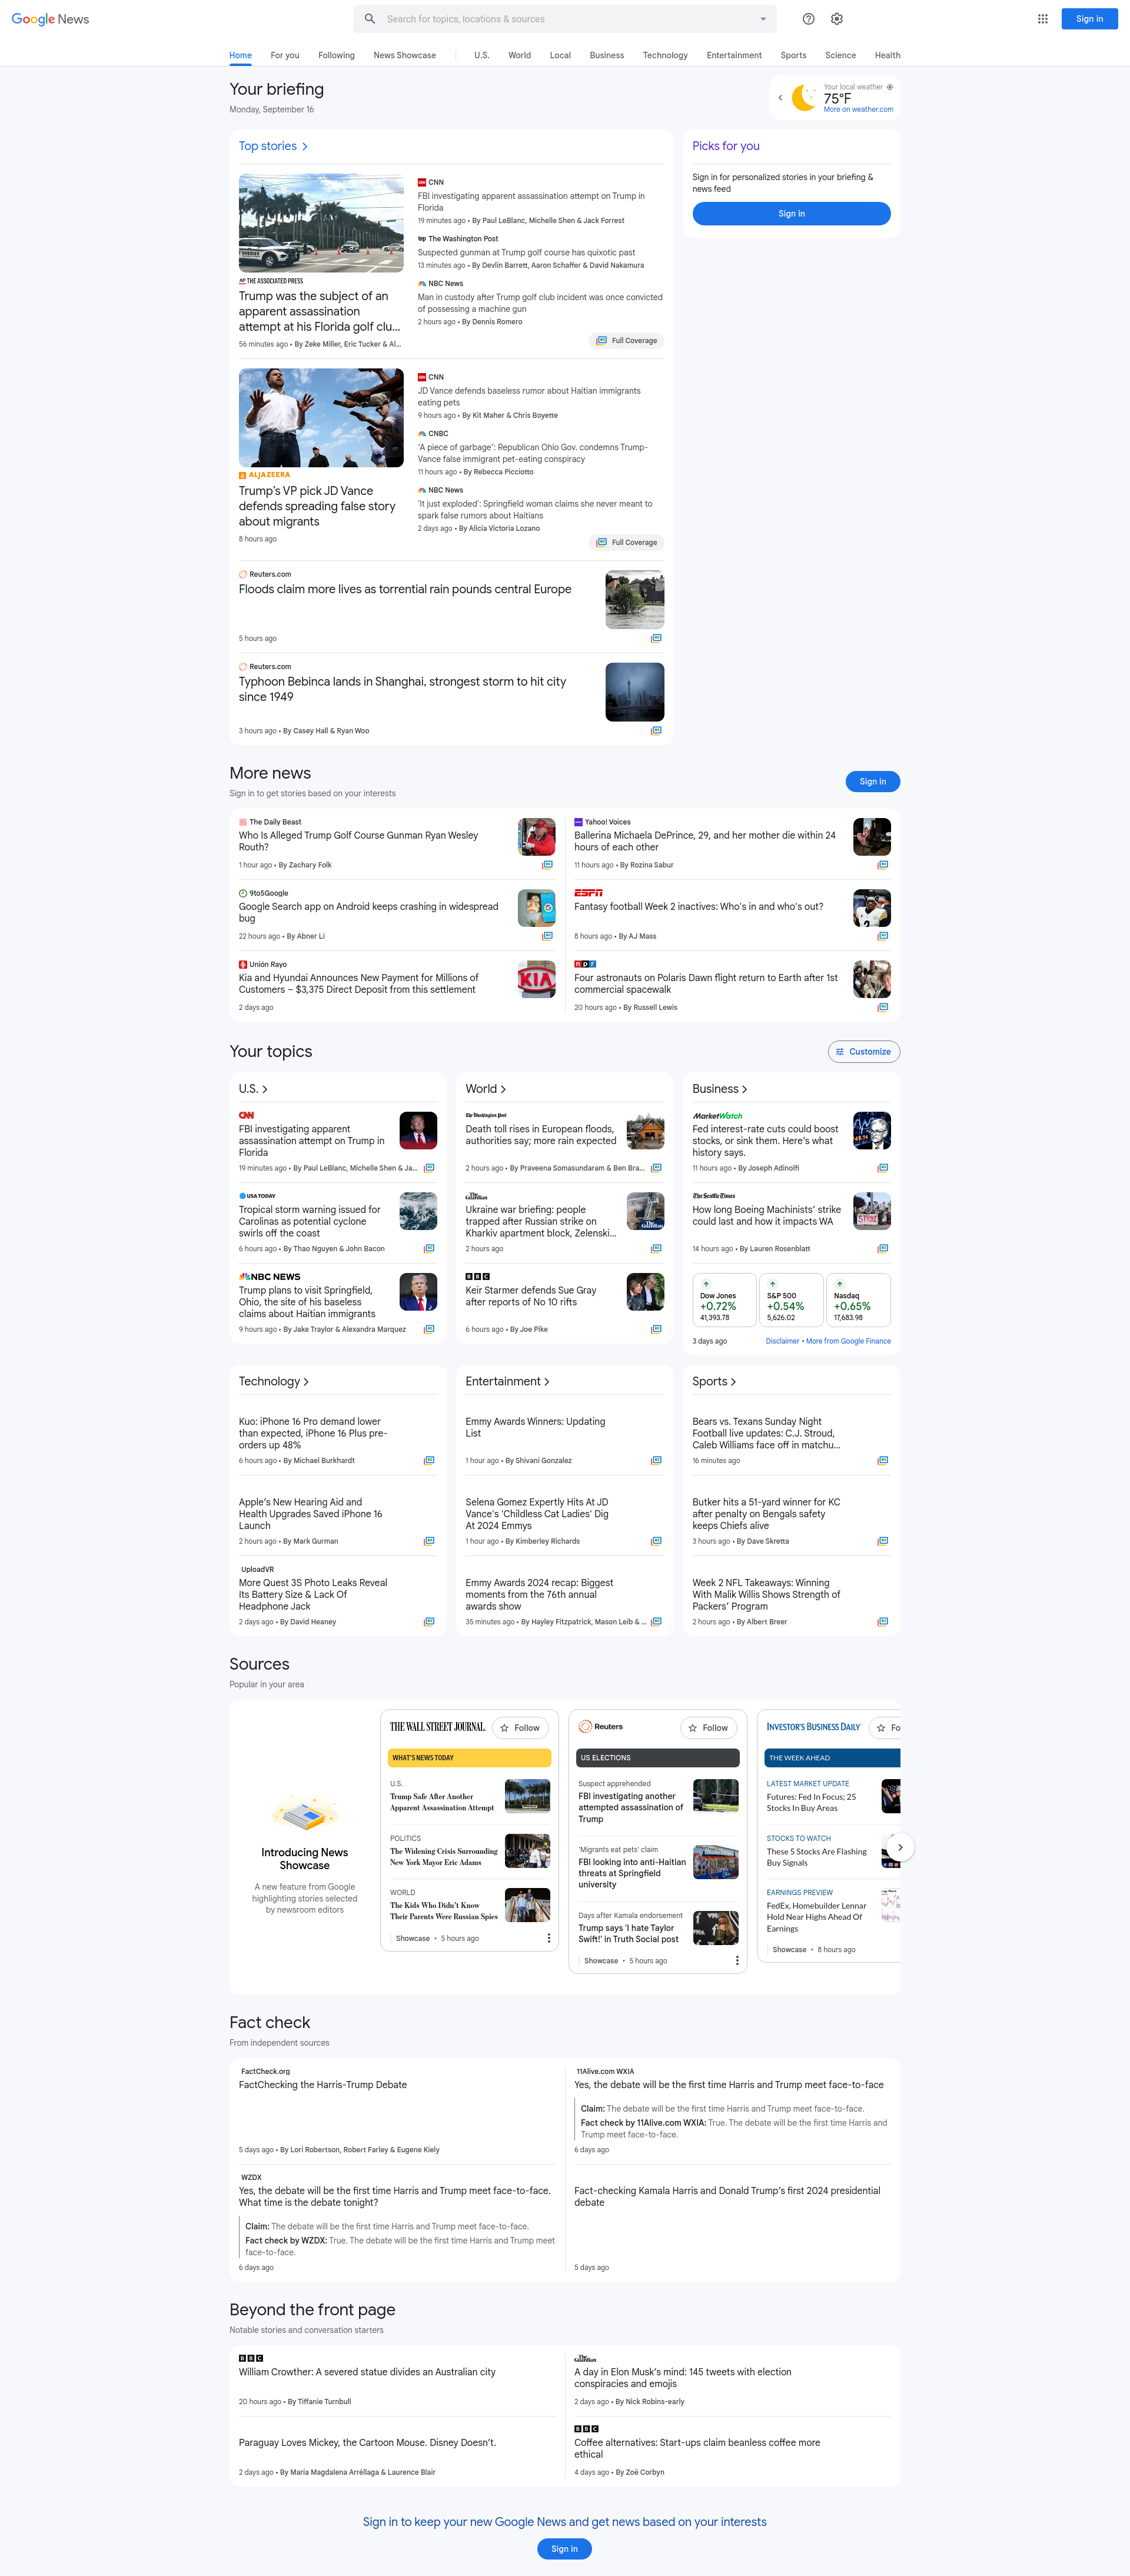 Google News
Search for topics, locations & sources
Sign in
Home
For you
Following
News Showcase
U.S.
World
Local
Business
Technology
Entertainment
Sports
Science
Health
Your briefing
Monday, September 16
Your local weather
75°F
More on weather.com
Top stories
THE ASSOCIATED PRESS
Trump was the subject of an
apparent assassination
attempt at his Florida golf clu...
56 minutes ago • By Zeke Miller, Eric Tucker & Al...
CNN
FBI investigating apparent assassination attempt on Trump in
Florida
19 minutes ago • By Paul LeBlanc, Michelle Shen & Jack Forrest
The Washington Post
Suspected gunman at Trump golf course has quixotic past
13 minutes ago • By Devlin Barrett, Aaron Schaffer & David Nakamura
NBC News
Man in custody after Trump golf club incident was once convicted
of possessing a machine gun
2 hours ago • By Dennis Romero
Full Coverage
ALJAZEERA
Trump's VP pick JD Vance
defends spreading false story
about migrants
8 hours ago
CNN
JD Vance defends baseless rumor about Haitian immigrants
eating pets
9 hours ago • By Kit Maher & Chris Boyette
CNBC
'A piece of garbage': Republican Ohio Gov. condemns Trump-
Vance false immigrant pet-eating conspiracy
11 hours ago • By Rebecca Picciotto
NBC News
'It just exploded': Springfield woman claims she never meant to
spark false rumors about Haitians
2 days ago • By Alicia Victoria Lozano
Full Coverage
Reuters.com
Floods claim more lives as torrential rain pounds central Europe
5 hours ago
Reuters.com
Typhoon Bebinca lands in Shanghai, strongest storm to hit city
since 1949
3 hours ago • By Casey Hall & Ryan Woo
Picks for you
Sign in for personalized stories in your briefing &
news feed
Sign in
More news
Sign in to get stories based on your interests
Sign in
The Daily Beast
Who Is Alleged Trump Golf Course Gunman Ryan Wesley
Routh?
1 hour ago • By Zachary Folk
Yahoo! Voices
Ballerina Michaela DePrince, 29, and her mother die within 24
hours of each other
11 hours ago • By Rozina Sabur
9to5Google
Google Search app on Android keeps crashing in widespread
bug
22 hours ago • By Abner Li
ESPN
Fantasy football Week 2 inactives: Who's in and who's out?
8 hours ago • By AJ Mass
Unión Rayo
Kia and Hyundai Announces New Payment for Millions of
Customers – $3,375 Direct Deposit from this settlement
2 days ago
KIA
npr
Four astronauts on Polaris Dawn flight return to Earth after 1st
commercial spacewalk
20 hours ago • By Russell Lewis
Your topics
Customize
U.S.
CNN
FBI investigating apparent
assassination attempt on Trump in
Florida
19 minutes ago • By Paul LeBlanc, Michelle Shen & Ja...
USA TODAY
Tropical storm warning issued for
Carolinas as potential cyclone
swirls off the coast
6 hours ago • By Thao Nguyen & John Bacon
NBC NEWS
Trump plans to visit Springfield,
Ohio, the site of his baseless
claims about Haitian immigrants
9 hours ago • By Jake Traylor & Alexandra Marquez
World
The Washington Post
Death toll rises in European floods,
authorities say; more rain expected
2 hours ago • By Praveena Somasundaram & Ben Bra...
The Guardian
Ukraine war briefing: people
trapped after Russian strike on
Kharkiv apartment block, Zelenski...
2 hours ago
BBC
Keir Starmer defends Sue Gray
after reports of No 10 rifts
6 hours ago • By Joe Pike
Business
MarketWatch
Fed interest-rate cuts could boost
stocks, or sink them. Here's what
history says.
11 hours ago • By Joseph Adinolfi
The Seattle Times
How long Boeing Machinists' strike
could last and how it impacts WA
14 hours ago • By Lauren Rosenblatt
STRIKE
Dow Jones
+0.72%
41,393.78
S&P 500
+0.54%
5,626.02
Nasdaq
+0.65%
17,683.98
3 days ago
Disclaimer • More from Google Finance
Technology
Kuo: iPhone 16 Pro demand lower
than expected, iPhone 16 Plus pre-
orders up 48%
6 hours ago • By Michael Burkhardt
Apple's New Hearing Aid and
Health Upgrades Saved iPhone 16
Launch
2 hours ago • By Mark Gurman
UploadVR
More Quest 3S Photo Leaks Reveal
Its Battery Size & Lack Of
Headphone Jack
2 days ago • By David Heaney
Entertainment
Emmy Awards Winners: Updating
List
1 hour ago • By Shivani Gonzalez
Selena Gomez Expertly Hits At JD
Vance's 'Childless Cat Ladies' Dig
At 2024 Emmys
1 hour ago • By Kimberley Richards
Emmy Awards 2024 recap: Biggest
moments from the 76th annual
awards show
35 minutes ago • By Hayley Fitzpatrick, Mason Leib & ...
Sports
Bears vs. Texans Sunday Night
Football live updates: C.J. Stroud,
Caleb Williams face off in matchu...
16 minutes ago
Butker hits a 51-yard winner for KC
after penalty on Bengals safety
keeps Chiefs alive
3 hours ago • By Dave Skretta
Week 2 NFL Takeaways: Winning
With Malik Willis Shows Strength of
Packers' Program
2 hours ago • By Albert Breer
Sources
Popular in your area
Introducing News
Showcase
A new feature from Google
highlighting stories selected
by newsroom editors
THE WALL STREET JOURNAL.
Follow
WHAT'S NEWS TODAY
U.S.
Trump Safe After Another
Apparent Assassination Attempt
POLITICS
The Widening Crisis Surrounding
New York Mayor Eric Adams
WORLD
The Kids Who Didn't Know
Their Parents Were Russian Spies
Showcase • 5 hours ago
Reuters
Follow
US ELECTIONS
Suspect apprehended
FBI investigating another
attempted assassination of
Trump
'Migrants eat pets' claim
FBI looking into anti-Haitian
threats at Springfield
university
Days after Kamala endorsement
Trump says 'I hate Taylor
Swift!' in Truth Social post
Showcase • 5 hours ago
INVESTOR'S BUSINESS DAILY
Fo
THE WEEK AHEAD
LATEST MARKET UPDATE
Futures: Fed In Focus; 25
Stocks In Buy Areas
STOCKS TO WATCH
These 5 Stocks Are Flashing
Buy Signals
EARNINGS PREVIEW
FedEx, Homebuilder Lennar
Hold Near Highs Ahead Of
Earnings
Showcase • 8 hours ago
Fact check
From independent sources
FactCheck.org
FactChecking the Harris-Trump Debate
5 days ago • By Lori Robertson, Robert Farley & Eugene Kiely
11Alive.com WXIA
Yes, the debate will be the first time Harris and Trump meet face-to-face
Claim: The debate will be the first time Harris and Trump meet face-to-face.
Fact check by 11Alive.com WXIA: True. The debate will be the first time Harris and
Trump meet face-to-face.
6 days ago
WZDX
Yes, the debate will be the first time Harris and Trump meet face-to-face.
What time is the debate tonight?
Claim: The debate will be the first time Harris and Trump meet face-to-face.
Fact check by WZDX: True. The debate will be the first time Harris and Trump meet
face-to-face.
6 days ago
Fact-checking Kamala Harris and Donald Trump's first 2024 presidential
debate
5 days ago
Beyond the front page
Notable stories and conversation starters
BBC
William Crowther: A severed statue divides an Australian city
20 hours ago • By Tiffanie Turnbull
The Guardian
A day in Elon Musk's mind: 145 tweets with election
conspiracies and emojis
2 days ago • By Nick Robins-early
Paraguay Loves Mickey, the Cartoon Mouse. Disney Doesn't.
2 days ago • By María Magdalena Arréllaga & Laurence Blair
BBC
Coffee alternatives: Start-ups claim beanless coffee more
ethical
4 days ago • By Zoë Corbyn
Sign in to keep your new Google News and get news based on your interests
Sign in